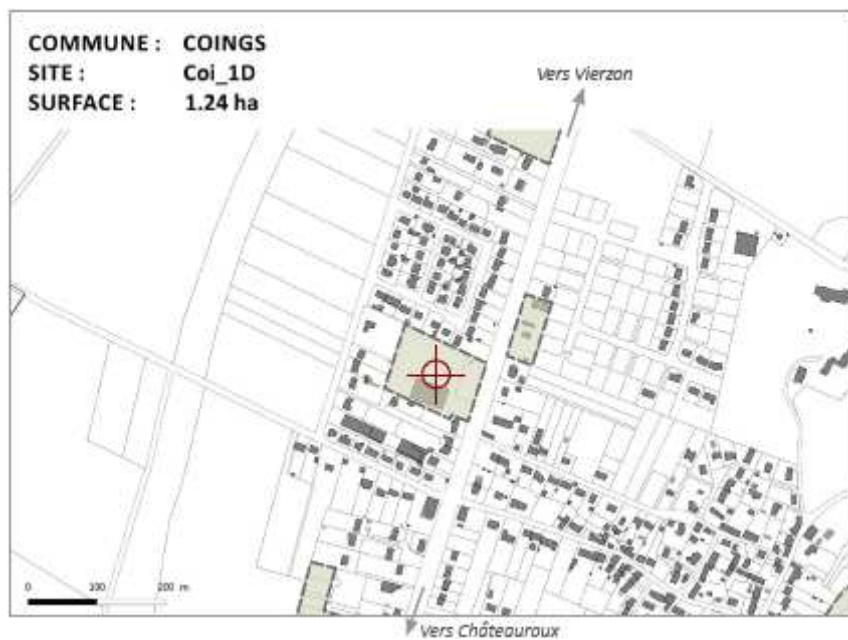 COMMUNE : COINGS
SITE : Coi_1D
SURFACE : 1.24 ha
Vers Vierzon
0 100 200 m
Vers Châteauroux